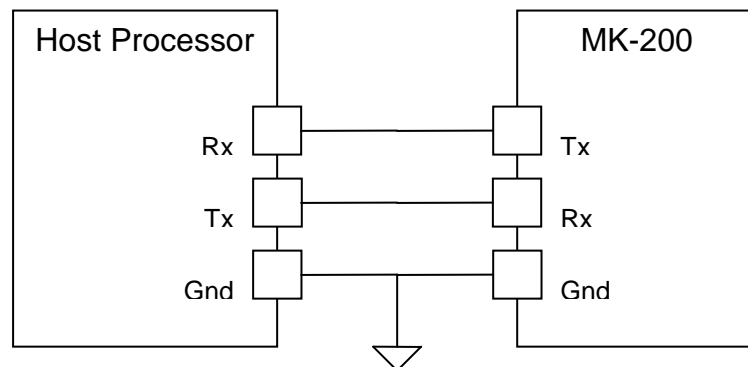 Host Processor
MK-200
Rx
Tx
Tx
Rx
Gnd
Gnd